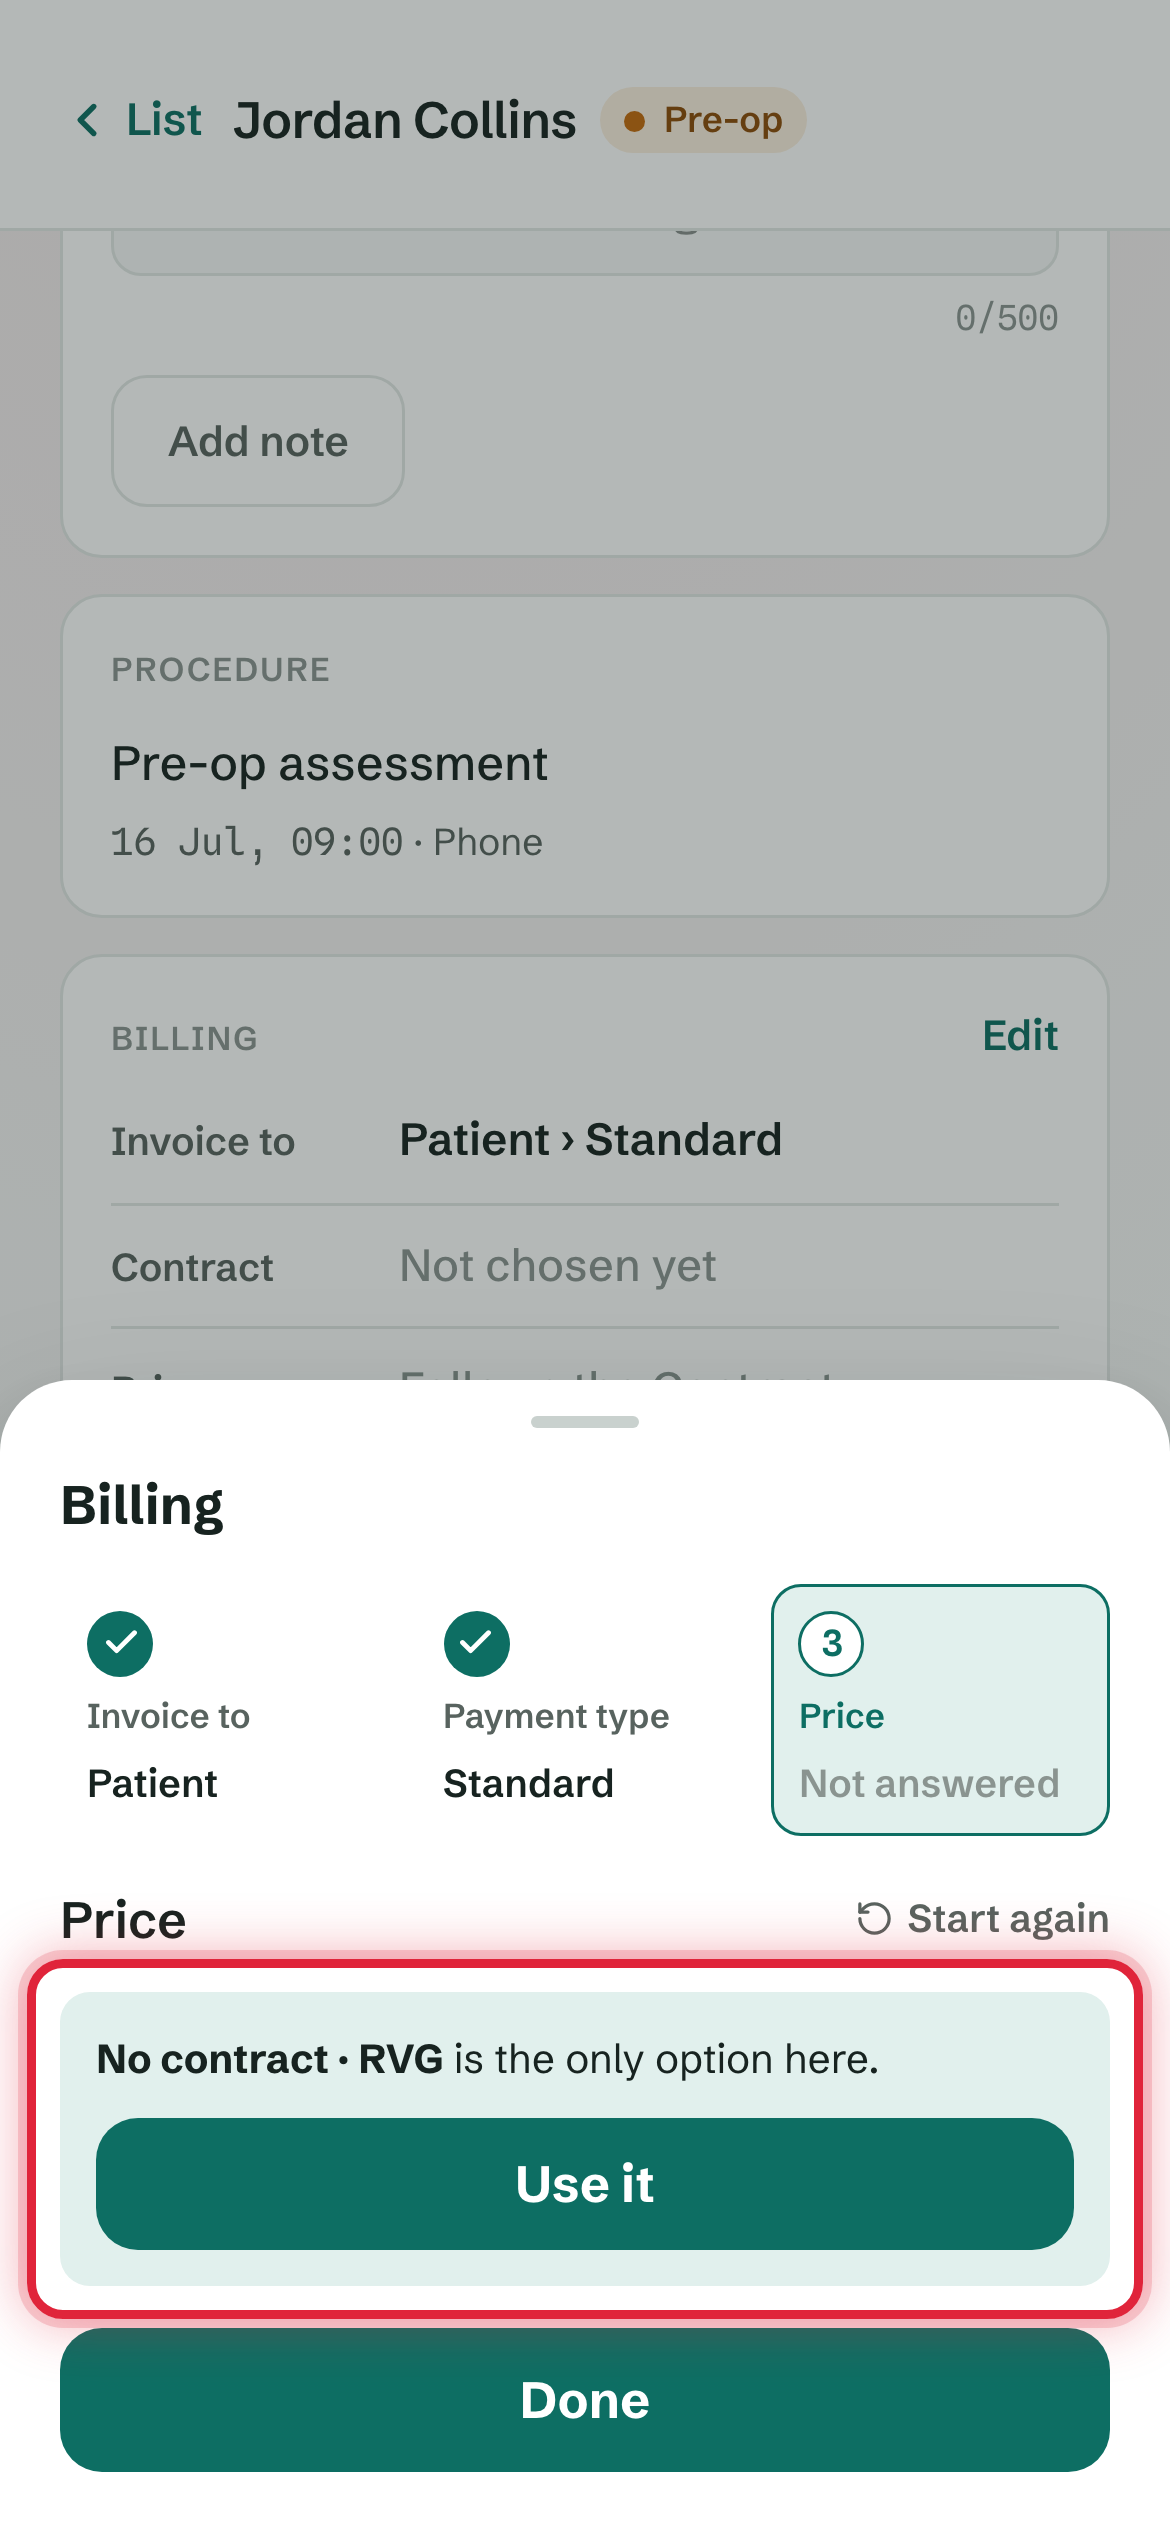 List Jordan Collins Pre-op
0/500
Add note
PROCEDURE
Pre-op assessment
16 Jul, 09:00 · Phone
BILLING Edit
Invoice to Patient › Standard
Contract Not chosen yet
Billing
3
Invoice to Payment type Price
Patient Standard Not answered
Price Start again
No contract · RVG is the only option here.
Use it
Done